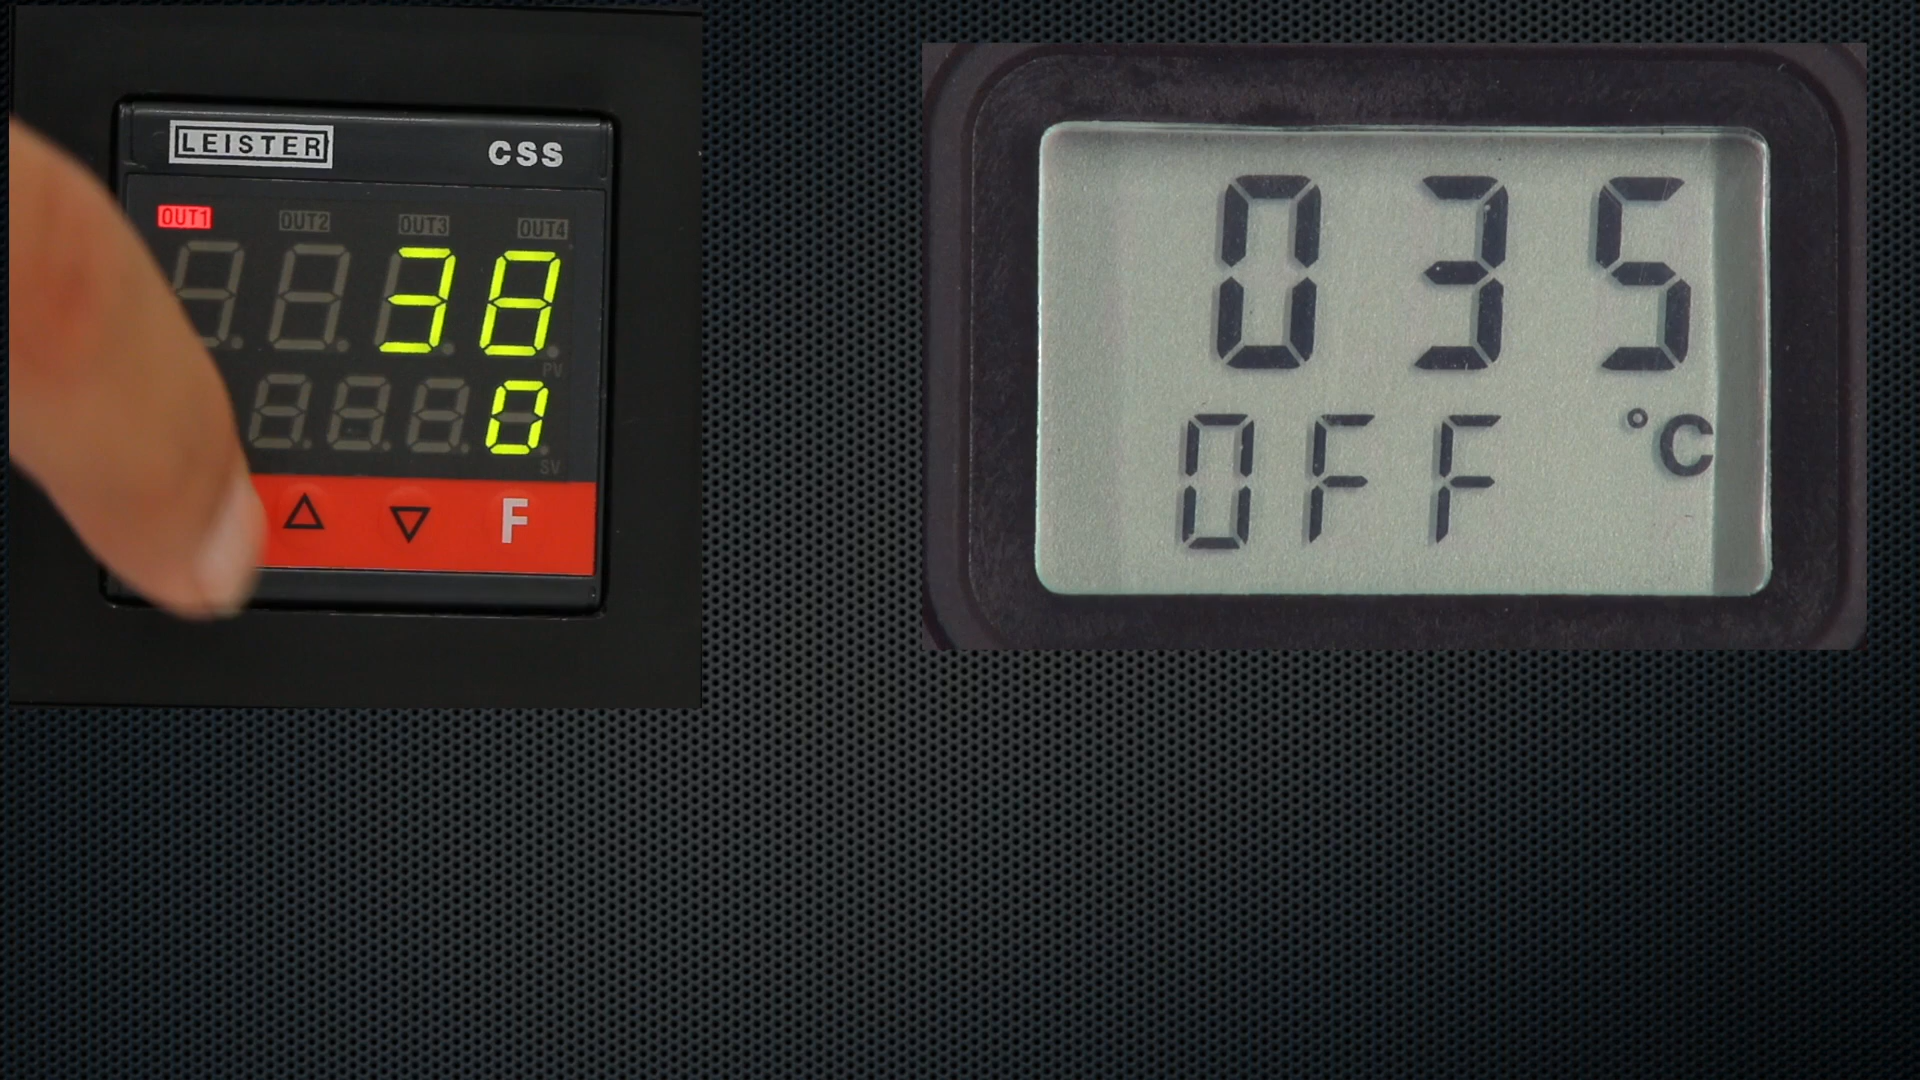 LEISTER CSS
OUT1 OUT2 OUT3 OUT4
38
PV
0
SV
F
035
OFF °C